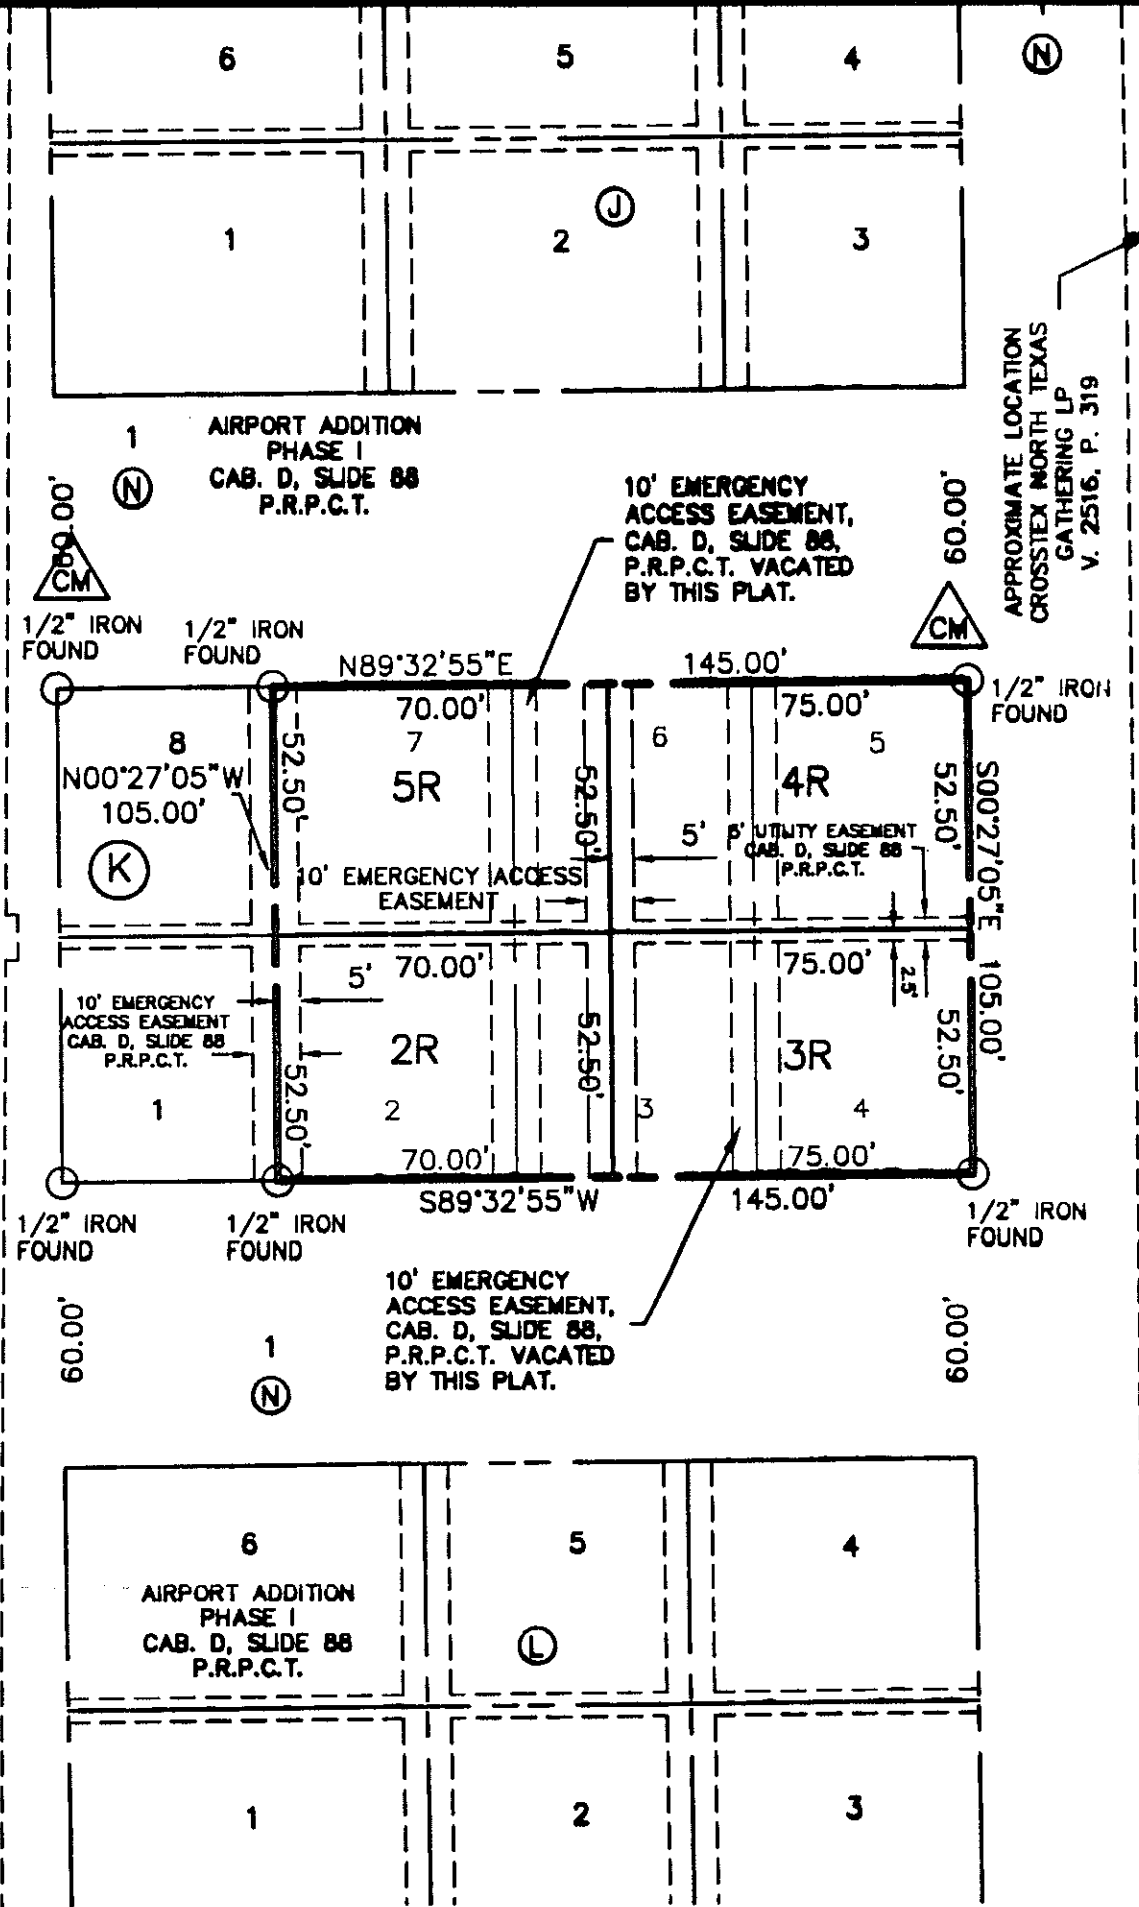 6
5
4
N
1
2
J
3
APPROXIMATE LOCATION
CROSSTEX NORTH TEXAS
GATHERING LP
V. 2516, P. 319
1
N
AIRPORT ADDITION
PHASE I
CAB. D, SLIDE 88
P.R.P.C.T.
10' EMERGENCY
ACCESS EASEMENT,
CAB. D, SLIDE 88,
P.R.P.C.T. VACATED
BY THIS PLAT.
60.00'
CM
60.00'
CM
1/2" IRON
FOUND
1/2" IRON
FOUND
N89°32'55"E
145.00'
1/2" IRON
FOUND
70.00'
75.00'
8
7
6
5
N00°27'05"W
105.00'
52.50'
5R
52.50'
4R
52.50'
S00°27'05"E 105.00'
K
5'
5' UTILITY EASEMENT
CAB. D, SLIDE 88
P.R.P.C.T.
10' EMERGENCY ACCESS
EASEMENT
70.00'
75.00'
5'
2.5'
10' EMERGENCY
ACCESS EASEMENT
CAB. D, SLIDE 88
P.R.P.C.T.
52.50'
2R
52.50'
3R
52.50'
1
2
3
4
70.00'
75.00'
S89°32'55"W
145.00'
1/2" IRON
FOUND
1/2" IRON
FOUND
1/2" IRON
FOUND
10' EMERGENCY
ACCESS EASEMENT,
CAB. D, SLIDE 88,
P.R.P.C.T. VACATED
BY THIS PLAT.
60.00'
1
N
60.00'
6
5
4
AIRPORT ADDITION
PHASE I
CAB. D, SLIDE 88
P.R.P.C.T.
L
1
2
3